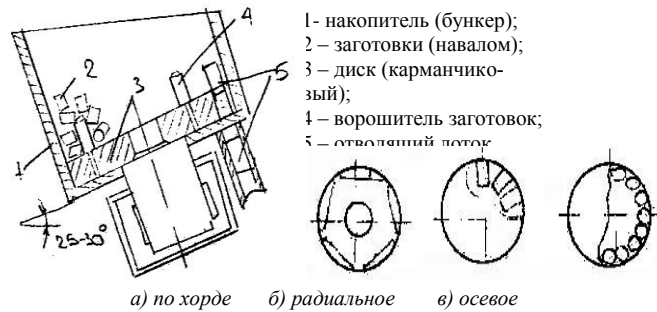 1- накопитель (бункер);
2 – заготовки (навалом);
3 – диск (карманчико-
вый);
4 – ворошитель заготовок;
5 – отводящий лоток
1
2
3
4
5
25-30°
а) по хорде б) радиальное в) осевое